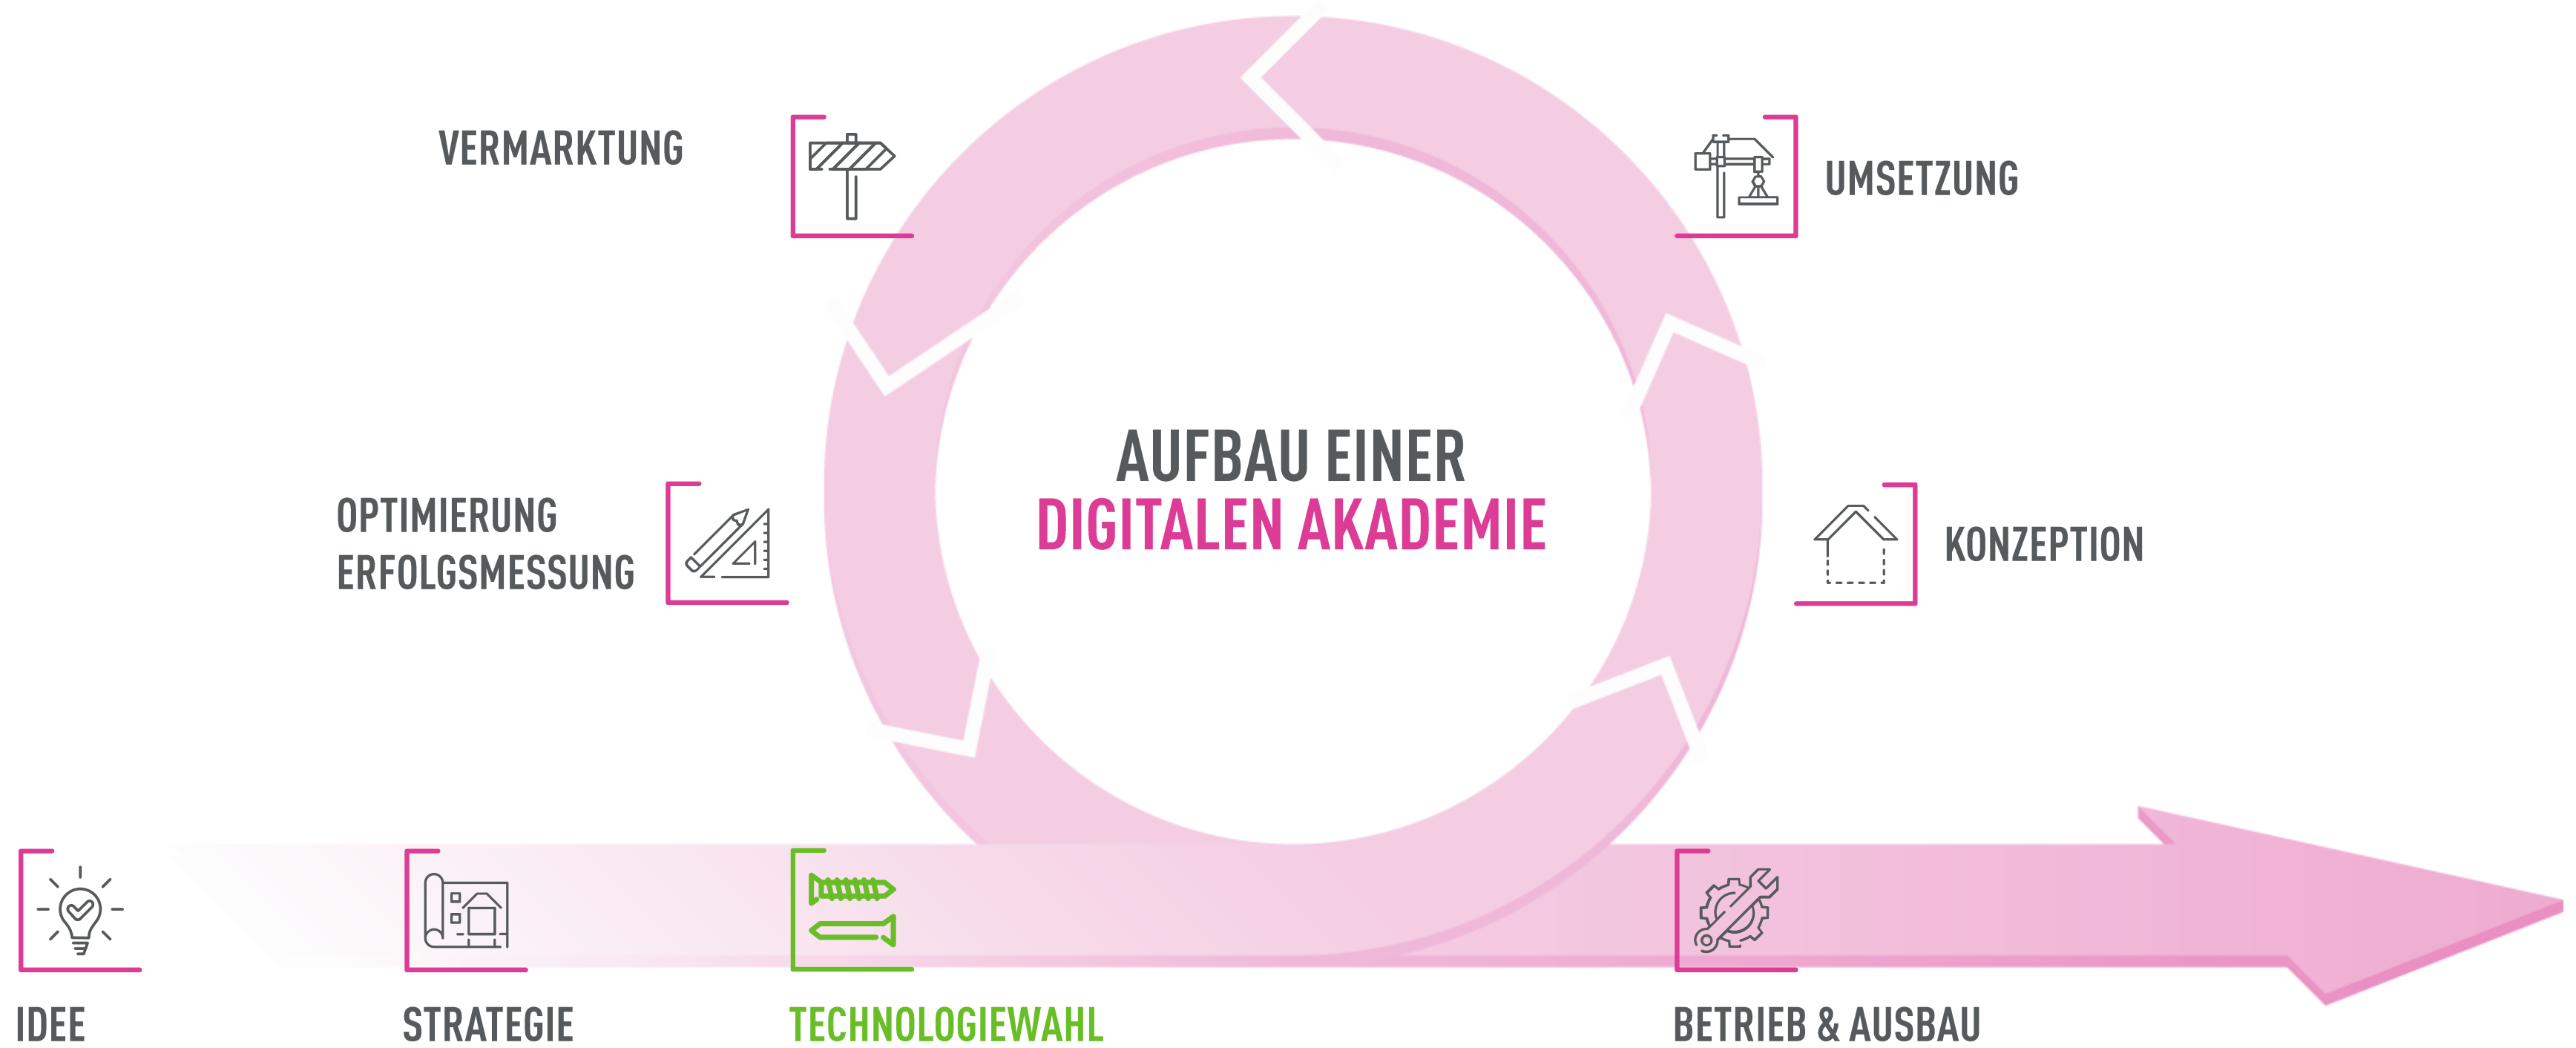 VERMARKTUNG
UMSETZUNG
AUFBAU EINER
DIGITALEN AKADEMIE
OPTIMIERUNG
ERFOLGSMESSUNG
KONZEPTION
IDEE
STRATEGIE
TECHNOLOGIEWAHL
BETRIEB & AUSBAU